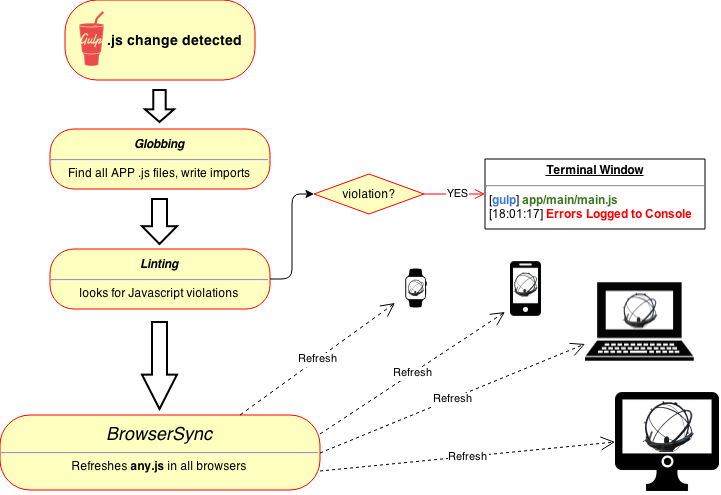 Gulp
.js change detected
Globbing
Find all APP .js files, write imports
violation?
YES
Terminal Window
[gulp] app/main/main.js
[18:01:17] Errors Logged to Console
Linting
looks for Javascript violations
Refresh
Refresh
Refresh
Refresh
BrowserSync
Refreshes any.js in all browsers